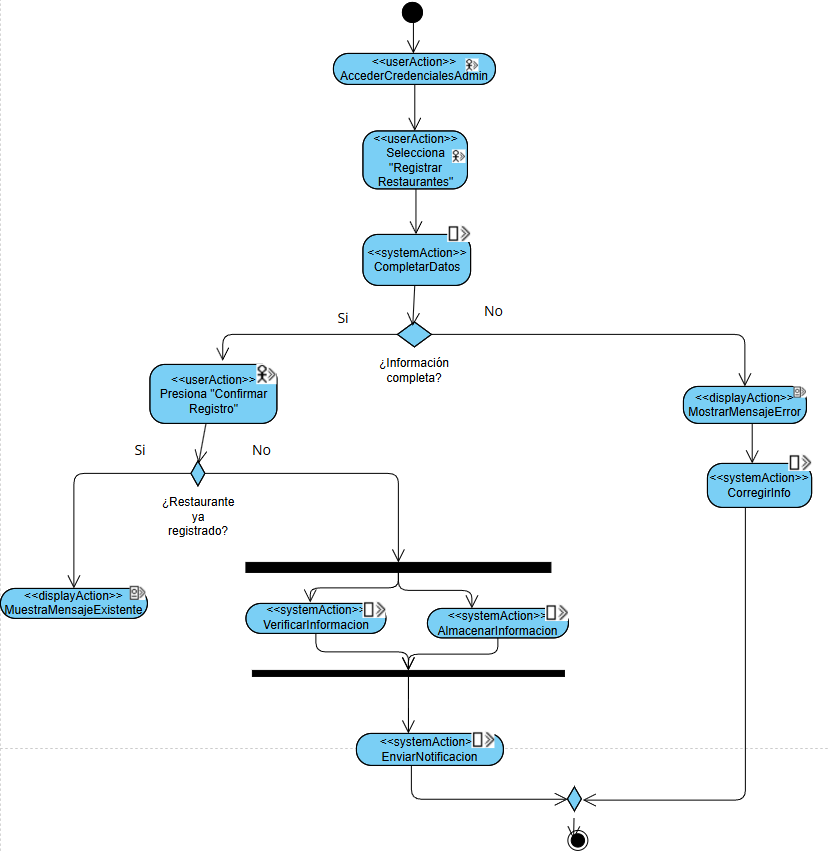 <<userAction>>
AccederCredencialesAdmin
<<userAction>>
Selecciona
"Registrar
Restaurantes"
<<systemAction>>
CompletarDatos
Si
No
¿Información
completa?
<<userAction>>
Presiona "Confirmar
Registro"
<<displayAction>>
MostrarMensajeError
Si
No
<<systemAction>>
CorregirInfo
¿Restaurante
ya
registrado?
<<displayAction>>
MuestraMensajeExistente
<<systemAction>>
VerificarInformacion
<<systemAction>>
AlmacenarInformacion
<<systemAction>>
EnviarNotificacion